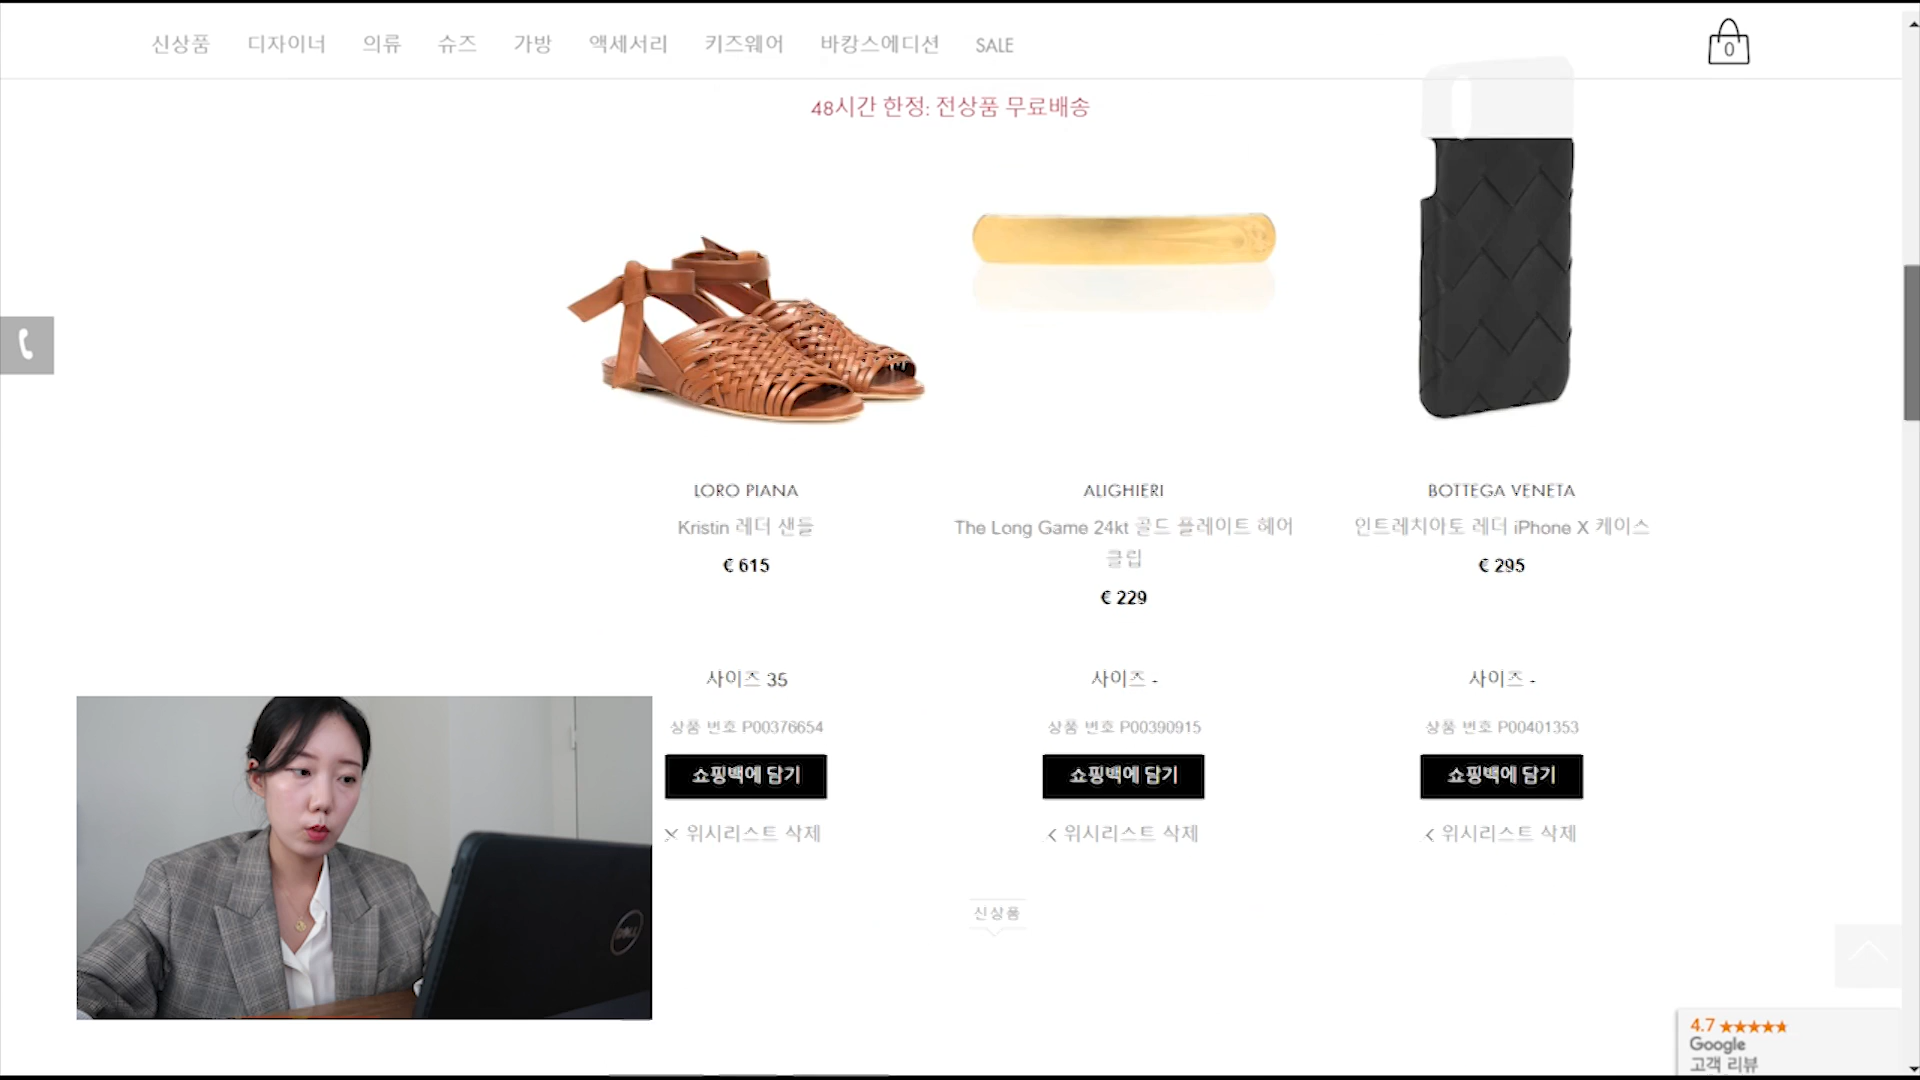 신상품 디자이너 의류 슈즈 가방 액세서리 키즈웨어 바캉스에디션 SALE
0
48시간 한정: 전상품 무료배송
LORO PIANA
Kristin 레더 샌들
€ 615
사이즈 35
상품 번호 P00376654
쇼핑백에 담기
위시리스트 삭제
ALIGHIERI
The Long Game 24kt 골드 플레이트 헤어
클립
€ 229
사이즈 -
상품 번호 P00390915
쇼핑백에 담기
위시리스트 삭제
BOTTEGA VENETA
인트레치아토 레더 iPhone X 케이스
€ 295
사이즈 -
상품 번호 P00401353
쇼핑백에 담기
위시리스트 삭제
신상품
DELL
4.7
Google
고객 리뷰